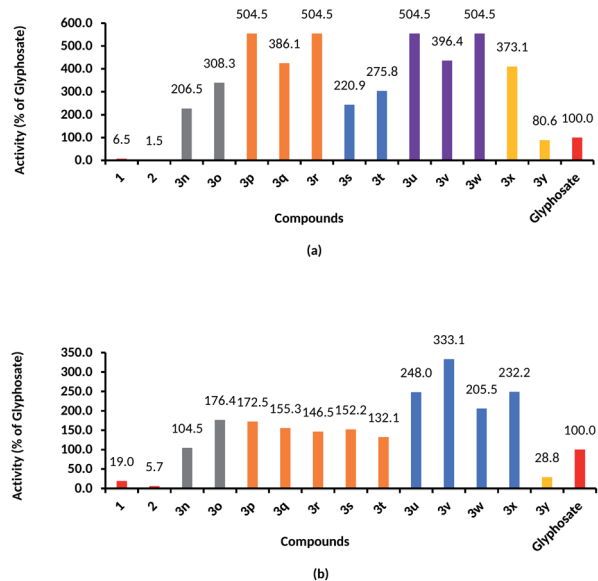 504.5 504.5 504.5 504.5
600.0
Activity (% of Glyphosate)
500.0
386.1 396.4 373.1
400.0
308.3
300.0
206.5 220.9 275.8
200.0
100.0
6.5 1.5 80.6 100.0
0.0
1 2 3n 3o 3p 3q 3r 3s 3t 3u 3v 3w 3x 3y Glyphosate
Compounds
(a)
333.1
350.0
Activity (% of Glyphosate)
300.0
248.0 232.2
250.0
176.4 172.5 155.3 146.5 152.2 132.1 205.5
200.0
150.0
104.5 100.0
100.0
50.0
19.0 5.7 28.8
0.0
1 2 3n 3o 3p 3q 3r 3s 3t 3u 3v 3w 3x 3y Glyphosate
Compounds
(b)